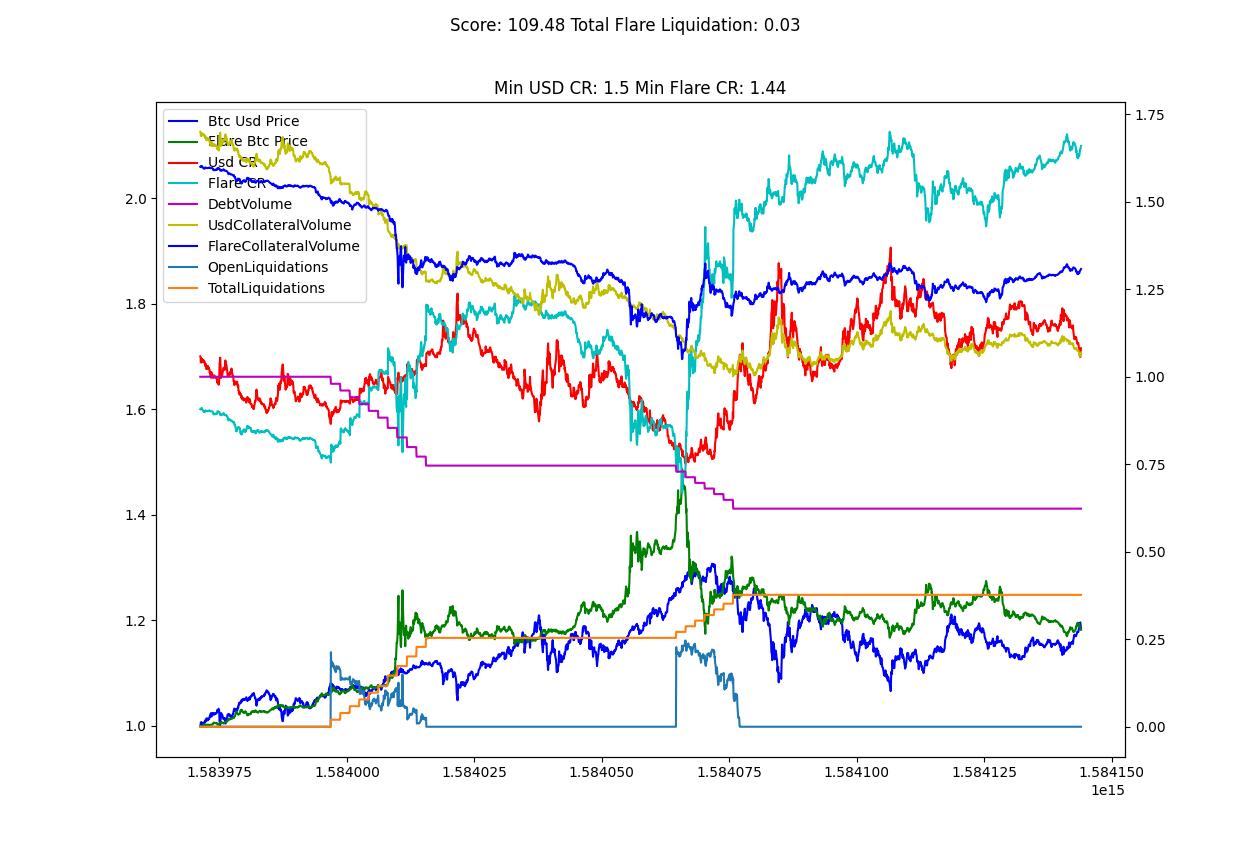 Score: 109.48 Total Flare Liquidation: 0.03
Min USD CR: 1.5 Min Flare CR: 1.44
Btc Usd Price
Flare Btc Price
Usd CR
Flare CR
DebtVolume
UsdCollateralVolume
FlareCollateralVolume
OpenLiquidations
TotalLiquidations
2.0
1.8
1.6
1.4
1.2
1.0
1.75
1.50
1.25
1.00
0.75
0.50
0.25
0.00
1.583975 1.584000 1.584025 1.584050 1.584075 1.584100 1.584125 1.584150
1e15